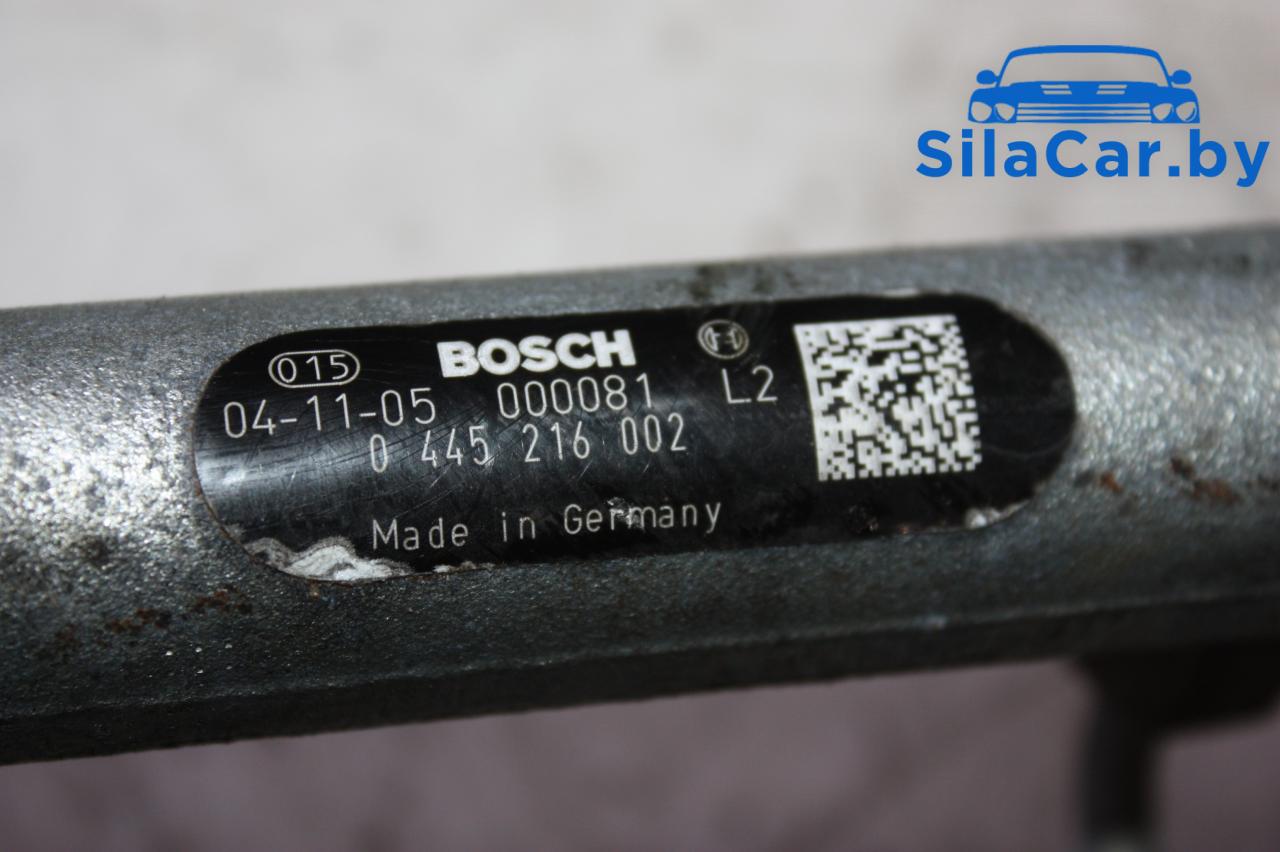 SilaCar.by
015 BOSCH
04-11-05 000081 L2
0 445 216 002
Made in Germany